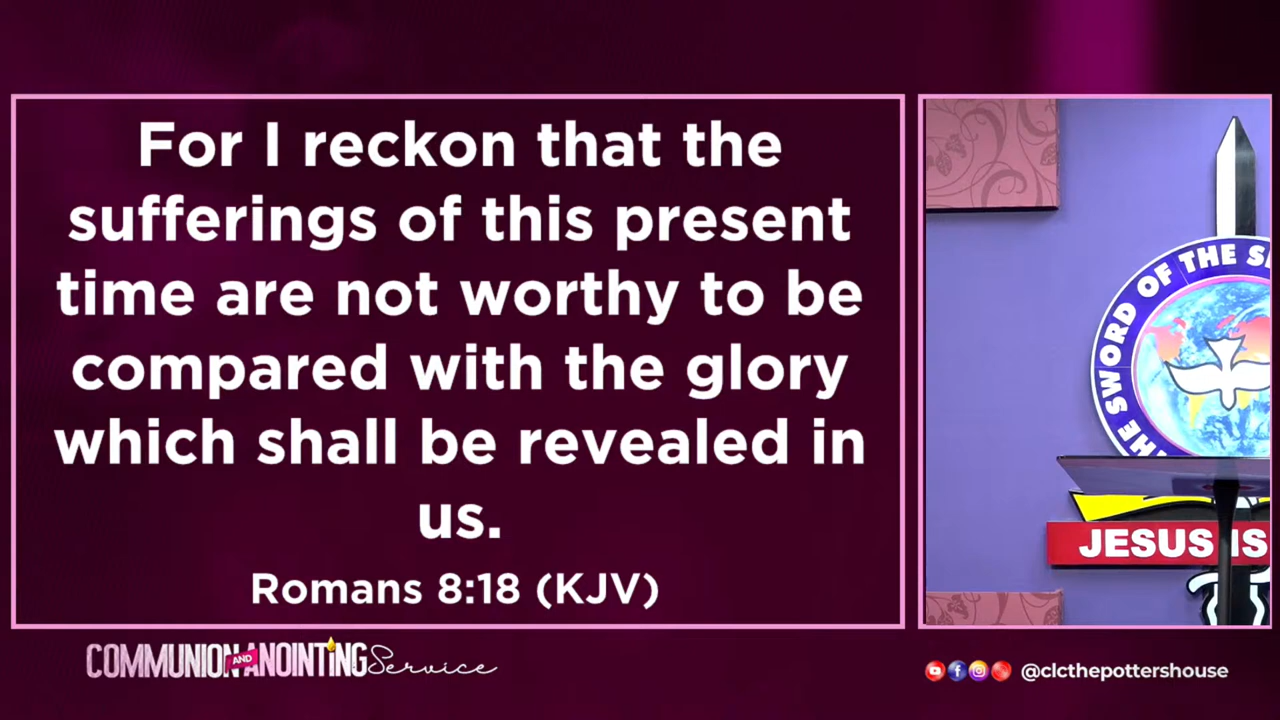 For I reckon that the
sufferings of this present
time are not worthy to be
compared with the glory
which shall be revealed in
us.
Romans 8:18 (KJV)
THE SWORD OF THE
JESUS IS
COMMUNION AND ANOINTING Service
@clcthepottershouse